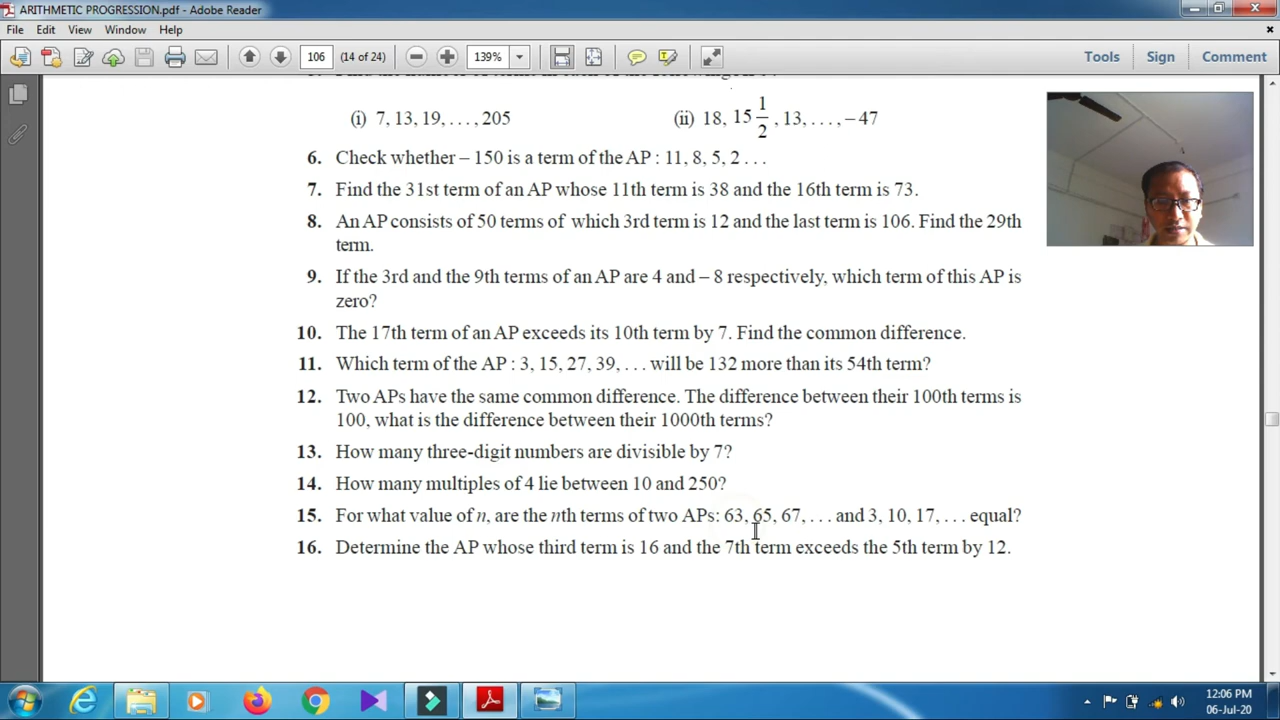 ARITHMETIC PROGRESSION.pdf - Adobe Reader
File Edit View Window Help
106 (14 of 24) 139% Tools Sign Comment
(i) 7, 13, 19, . . . , 205 (ii) 18, 15 1/2 , 13, . . . , – 47
6. Check whether – 150 is a term of the AP : 11, 8, 5, 2 . . .
7. Find the 31st term of an AP whose 11th term is 38 and the 16th term is 73.
8. An AP consists of 50 terms of which 3rd term is 12 and the last term is 106. Find the 29th
term.
9. If the 3rd and the 9th terms of an AP are 4 and – 8 respectively, which term of this AP is
zero?
10. The 17th term of an AP exceeds its 10th term by 7. Find the common difference.
11. Which term of the AP : 3, 15, 27, 39, . . . will be 132 more than its 54th term?
12. Two APs have the same common difference. The difference between their 100th terms is
100, what is the difference between their 1000th terms?
13. How many three-digit numbers are divisible by 7?
14. How many multiples of 4 lie between 10 and 250?
15. For what value of n, are the nth terms of two APs: 63, 65, 67, . . . and 3, 10, 17, . . . equal?
16. Determine the AP whose third term is 16 and the 7th term exceeds the 5th term by 12.
12:06 PM
06-Jul-20